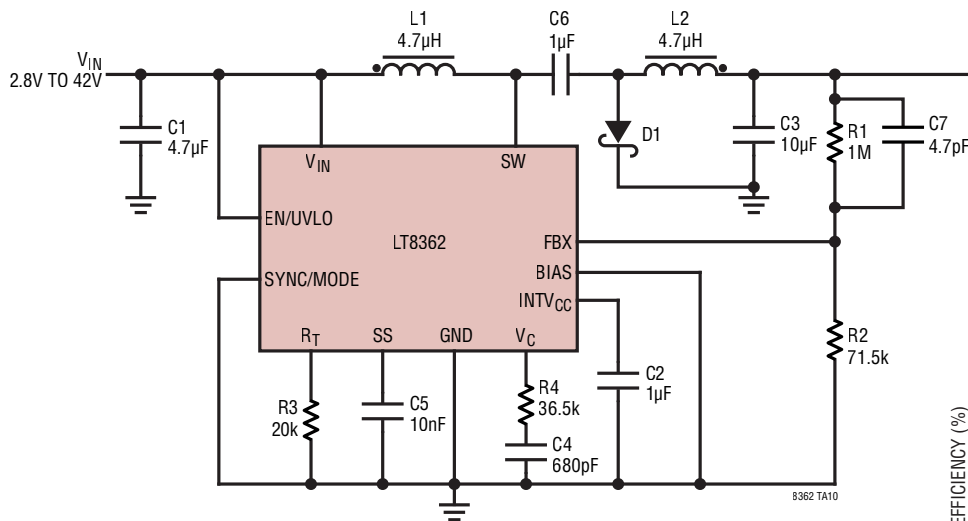 L1
4.7µH
C6
1µF
L2
4.7µH
VIN
2.8V TO 42V
C1
4.7µF
D1
C3
10µF
R1
1M
C7
4.7pF
VIN
SW
EN/UVLO
LT8362
FBX
SYNC/MODE
BIAS
INTVCC
RT
SS
GND
VC
R2
71.5k
R3
20k
C5
10nF
R4
36.5k
C4
680pF
C2
1µF
8362 TA10
EFFICIENCY (%)